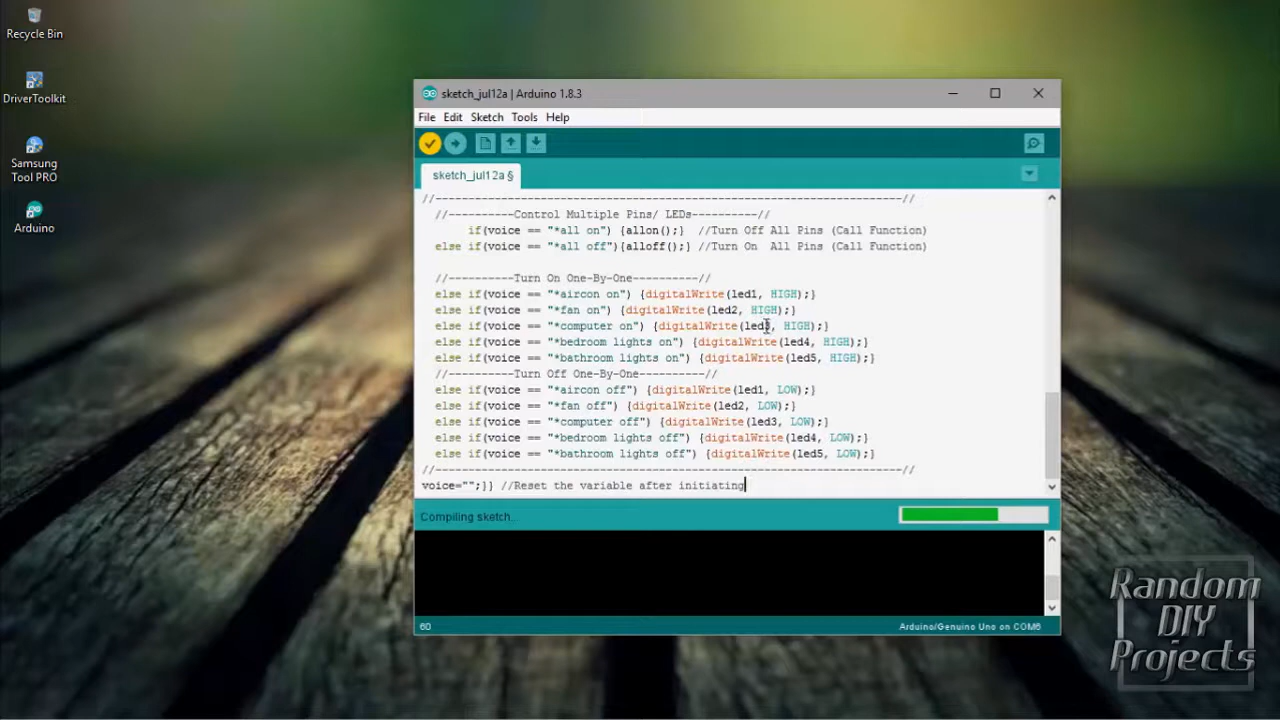 Recycle Bin
DriverToolkit
Samsung
Tool PRO
Arduino
sketch_jul12a | Arduino 1.8.3
File Edit Sketch Tools Help
sketch_jul12a §
//-----------------------------------------------------------------------//
//----------Control Multiple Pins/ LEDs----------//
if(voice == "*all on") {allon();} //Turn Off All Pins (Call Function)
else if(voice == "*all off"){alloff();} //Turn On All Pins (Call Function)
//----------Turn On One-By-One----------//
else if(voice == "*aircon on") {digitalWrite(led1, HIGH);}
else if(voice == "*fan on") {digitalWrite(led2, HIGH);}
else if(voice == "*computer on") {digitalWrite(led3, HIGH);}
else if(voice == "*bedroom lights on") {digitalWrite(led4, HIGH);}
else if(voice == "*bathroom lights on") {digitalWrite(led5, HIGH);}
//----------Turn Off One-By-One----------//
else if(voice == "*aircon off") {digitalWrite(led1, LOW);}
else if(voice == "*fan off") {digitalWrite(led2, LOW);}
else if(voice == "*computer off") {digitalWrite(led3, LOW);}
else if(voice == "*bedroom lights off") {digitalWrite(led4, LOW);}
else if(voice == "*bathroom lights off") {digitalWrite(led5, LOW);}
//-----------------------------------------------------------------------//
voice="";}} //Reset the variable after initiating
Compiling sketch...
60
Arduino/Genuino Uno on COM6
Random
DIY
Projects